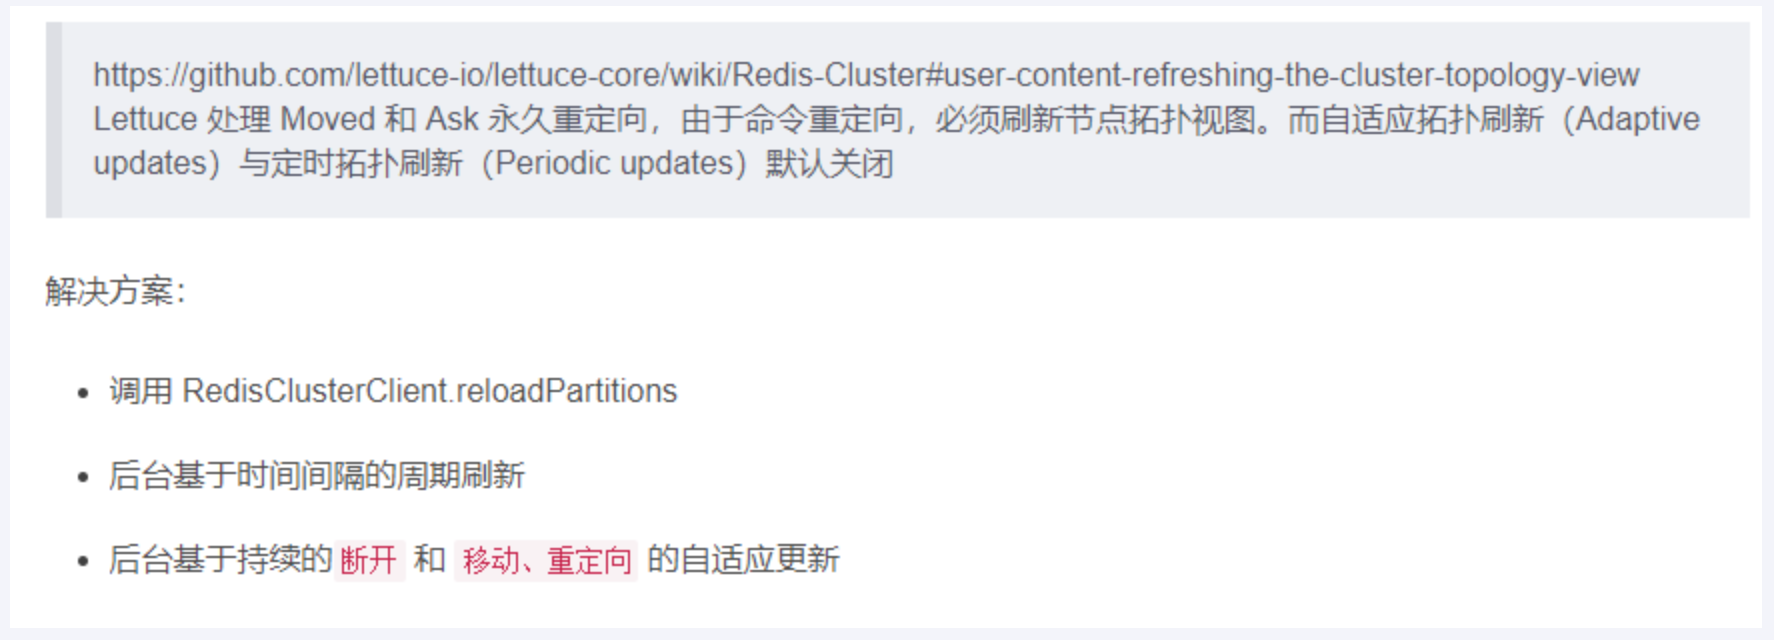 https://github.com/lettuce-io/lettuce-core/wiki/Redis-Cluster#user-content-refreshing-the-cluster-topology-view
Lettuce 处理 Moved 和 Ask 永久重定向，由于命令重定向，必须刷新节点拓扑视图。而自适应拓扑刷新（Adaptive
updates）与定时拓扑刷新（Periodic updates）默认关闭
解决方案：
• 调用 RedisClusterClient.reloadPartitions
• 后台基于时间间隔的周期刷新
• 后台基于持续的 断开 和 移动、重定向 的自适应更新